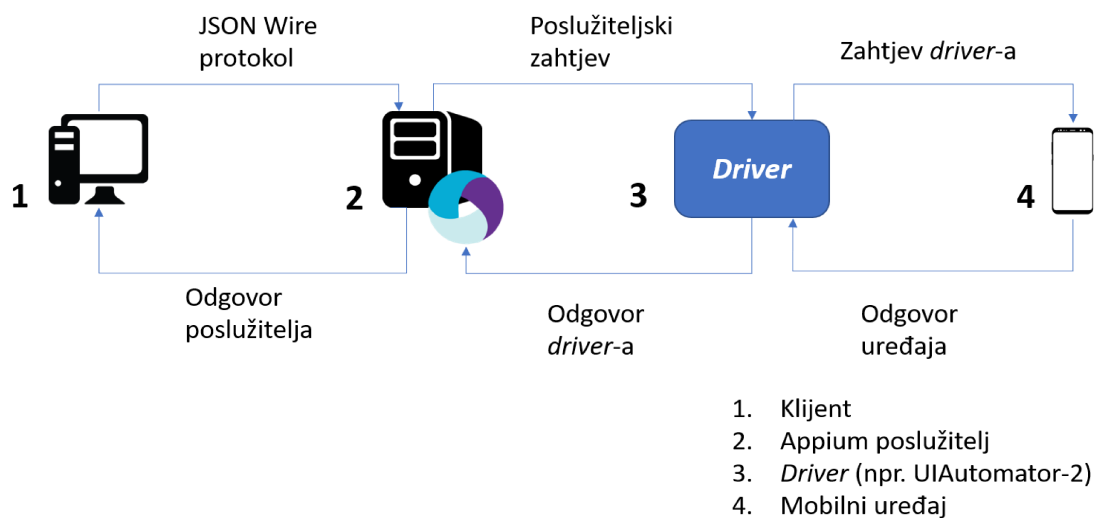 JSON Wire
protokol
Poslužiteljski
zahtjev
Zahtjev driver-a
1
2
3
Driver
4
Odgovor
poslužitelja
Odgovor
driver-a
Odgovor
uređaja
1. Klijent
2. Appium poslužitelj
3. Driver (npr. UIAutomator-2)
4. Mobilni uređaj